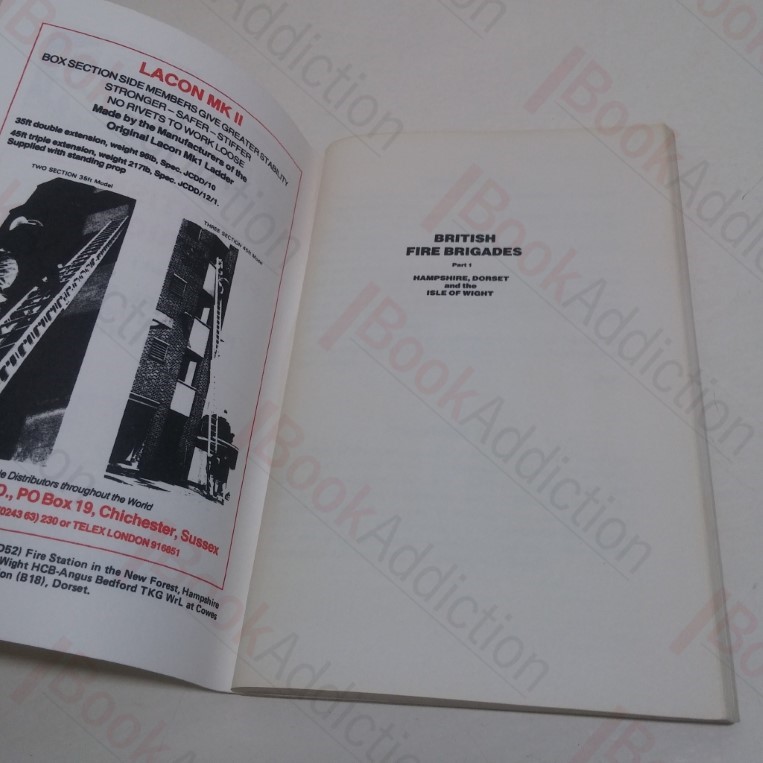 LACON MK II
BOX SECTION SIDE MEMBERS GIVE GREATER STABILITY
STRONGER – SAFER – STIFFER
NO RIVETS TO WORK LOOSE
Made by the Manufacturers of the
Original Lacon Mk1 Ladder
35ft double extension, weight 96lb, Spec. JCDD/10
45ft triple extension, weight 217lb, Spec. JCDD/12/1.
Supplied with standing prop
TWO SECTION 35ft Model
THREE SECTION 45ft Model
Distributors throughout the World
PO Box 19, Chichester, Sussex
(0243 63) 230 or TELEX LONDON 916851
Fire Station in the New Forest, Hampshire
Wight HCB-Angus Bedford TKG WrL at Cowes
(B18), Dorset.
BRITISH
FIRE BRIGADES
Part 1
HAMPSHIRE, DORSET
and the
ISLE OF WIGHT
BookAddiction